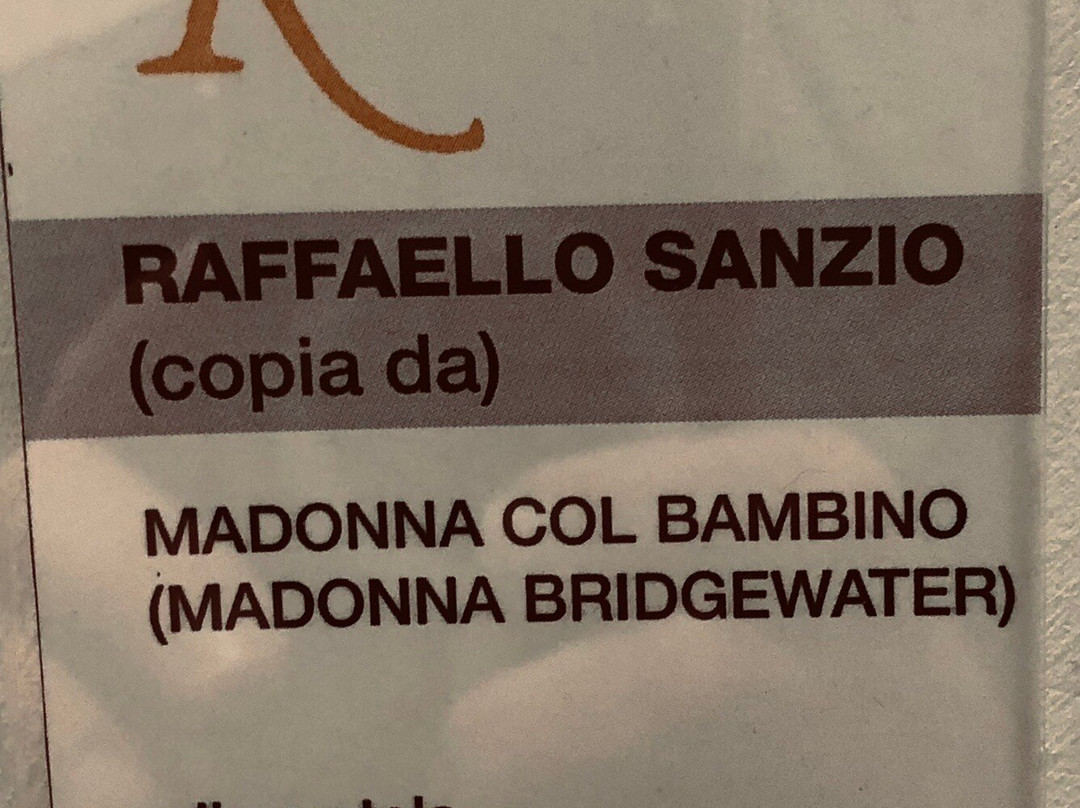 R
RAFFAELLO SANZIO
(copia da)
MADONNA COL BAMBINO
(MADONNA BRIDGEWATER)